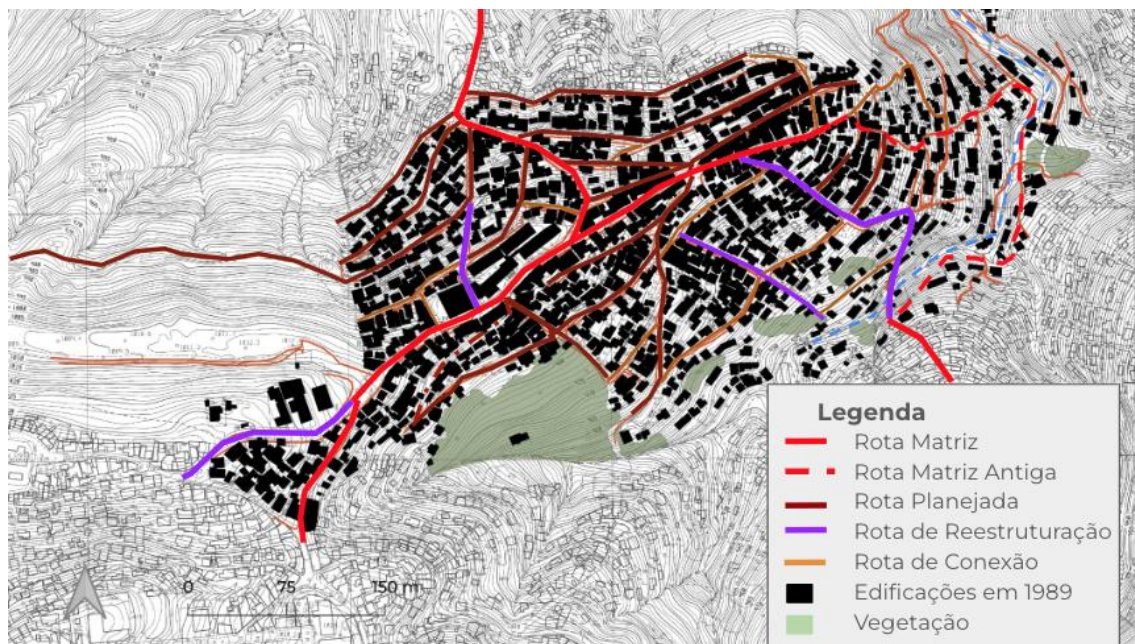 0 75 150 m
Legenda
Rota Matriz
Rota Matriz Antiga
Rota Planejada
Rota de Reestruturação
Rota de Conexão
Edificações em 1989
Vegetação